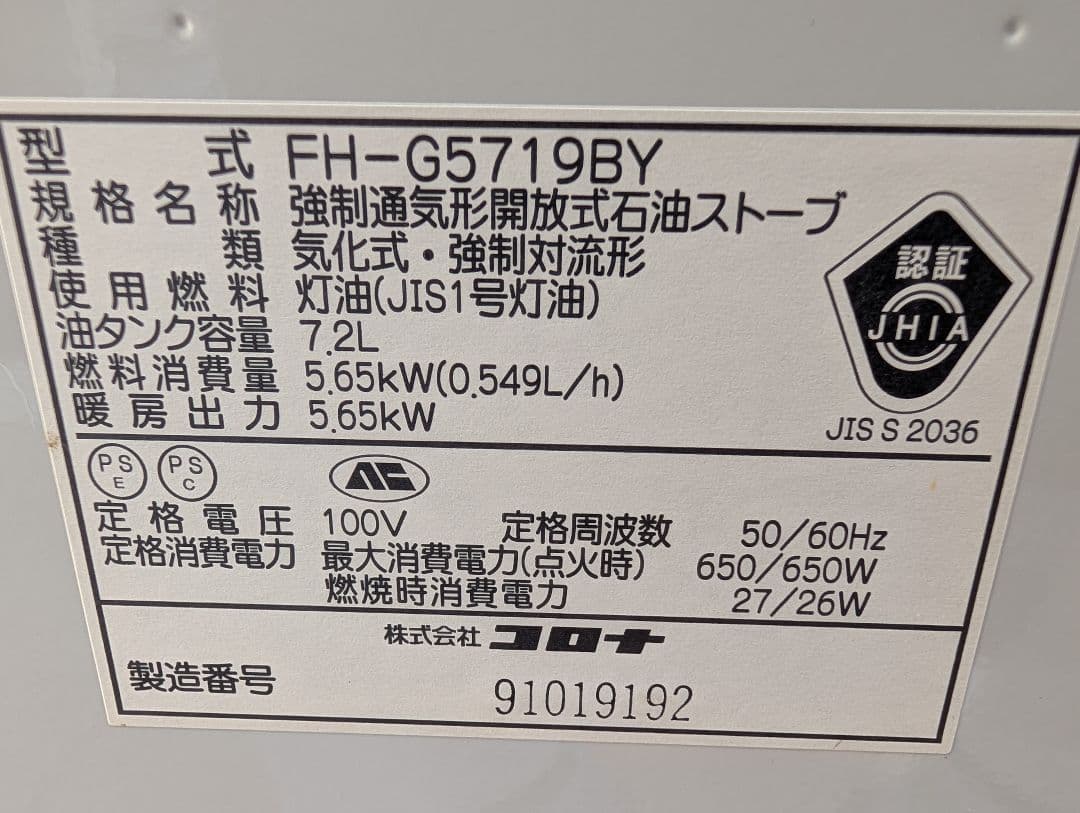 型式 FH-G5719BY
規格名称 強制通気形開放式石油ストーブ
種類 気化式・強制対流形
使用燃料 灯油(JIS1号灯油)
油タンク容量 7.2L
燃料消費量 5.65kW(0.549L/h)
暖房出力 5.65kW
認証
JHIA
JIS S 2036
PS E PS C
定格電圧 100V 定格周波数 50/60Hz
定格消費電力 最大消費電力(点火時) 650/650W
燃焼時消費電力 27/26W
株式会社 コロナ
製造番号 91019192